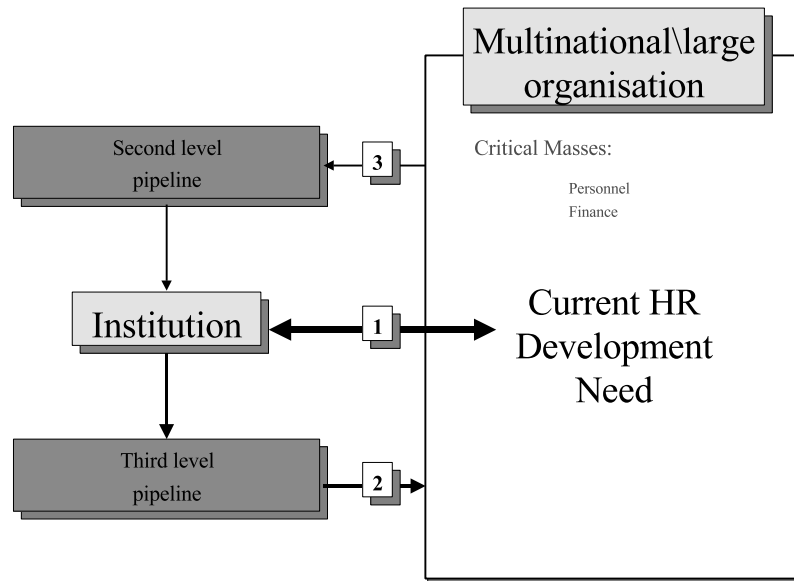 Multinational\large
organisation
Critical Masses:
Personnel
Finance
Second level
pipeline
3
Institution
1
Current HR
Development
Need
Third level
pipeline
2